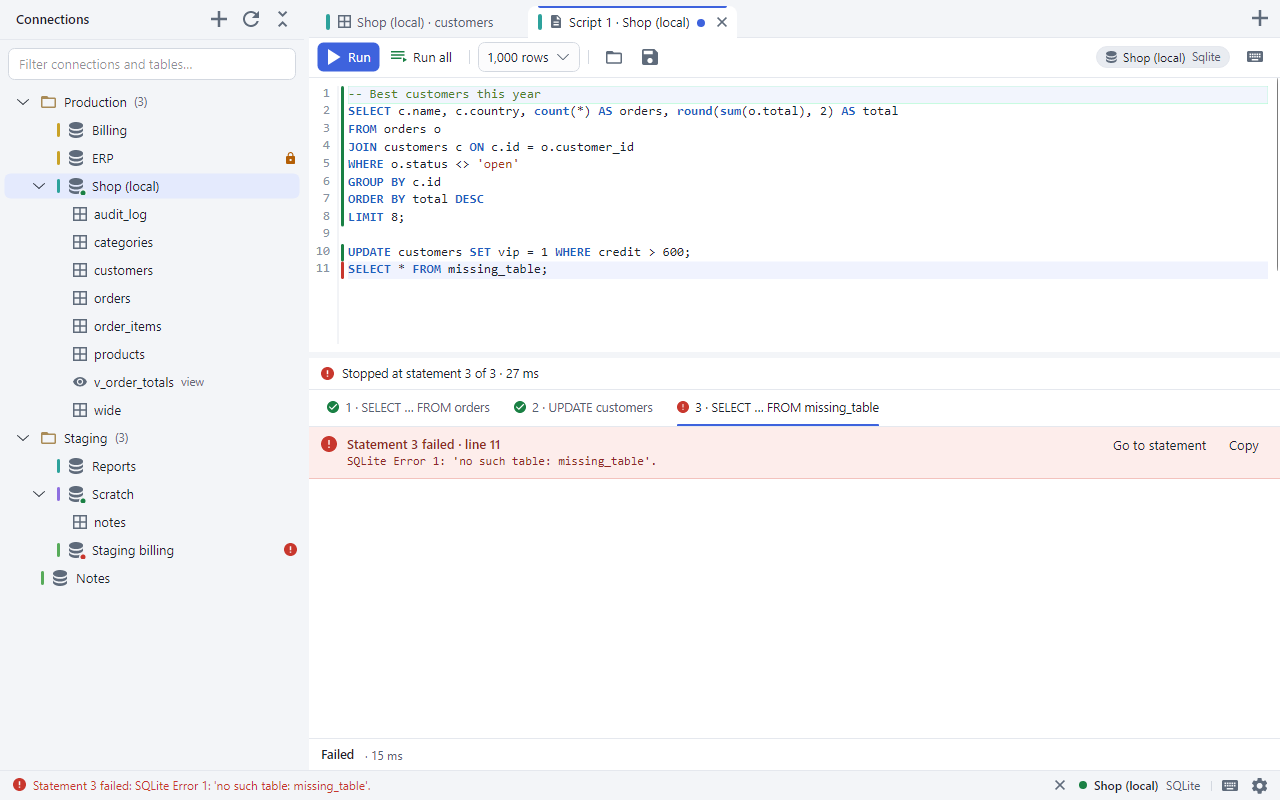 Connections
Filter connections and tables...
Production (3)
Billing
ERP
Shop (local)
audit_log
categories
customers
orders
order_items
products
v_order_totals view
wide
Staging (3)
Reports
Scratch
notes
Staging billing
Notes
Shop (local) · customers
Script 1 · Shop (local)
Run
Run all
1,000 rows
Shop (local) Sqlite
1 -- Best customers this year
2 SELECT c.name, c.country, count(*) AS orders, round(sum(o.total), 2) AS total
3 FROM orders o
4 JOIN customers c ON c.id = o.customer_id
5 WHERE o.status <> 'open'
6 GROUP BY c.id
7 ORDER BY total DESC
8 LIMIT 8;
9
10 UPDATE customers SET vip = 1 WHERE credit > 600;
11 SELECT * FROM missing_table;
Stopped at statement 3 of 3 · 27 ms
1 · SELECT ... FROM orders
2 · UPDATE customers
3 · SELECT ... FROM missing_table
Statement 3 failed · line 11
SQLite Error 1: 'no such table: missing_table'.
Go to statement
Copy
Failed · 15 ms
Statement 3 failed: SQLite Error 1: 'no such table: missing_table'.
Shop (local) SQLite